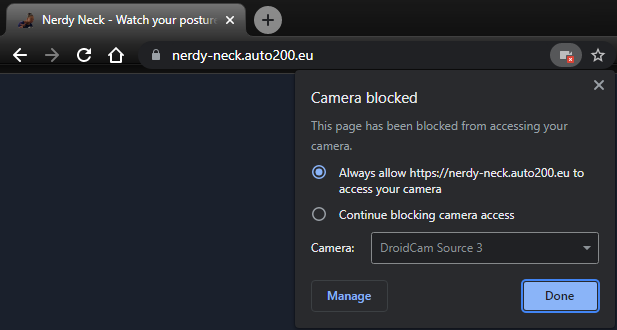 Nerdy Neck - Watch your posture
nerdy-neck.auto200.eu
Camera blocked
This page has been blocked from accessing your
camera.
Always allow https://nerdy-neck.auto200.eu to
access your camera
Continue blocking camera access
Camera: DroidCam Source 3
Manage Done